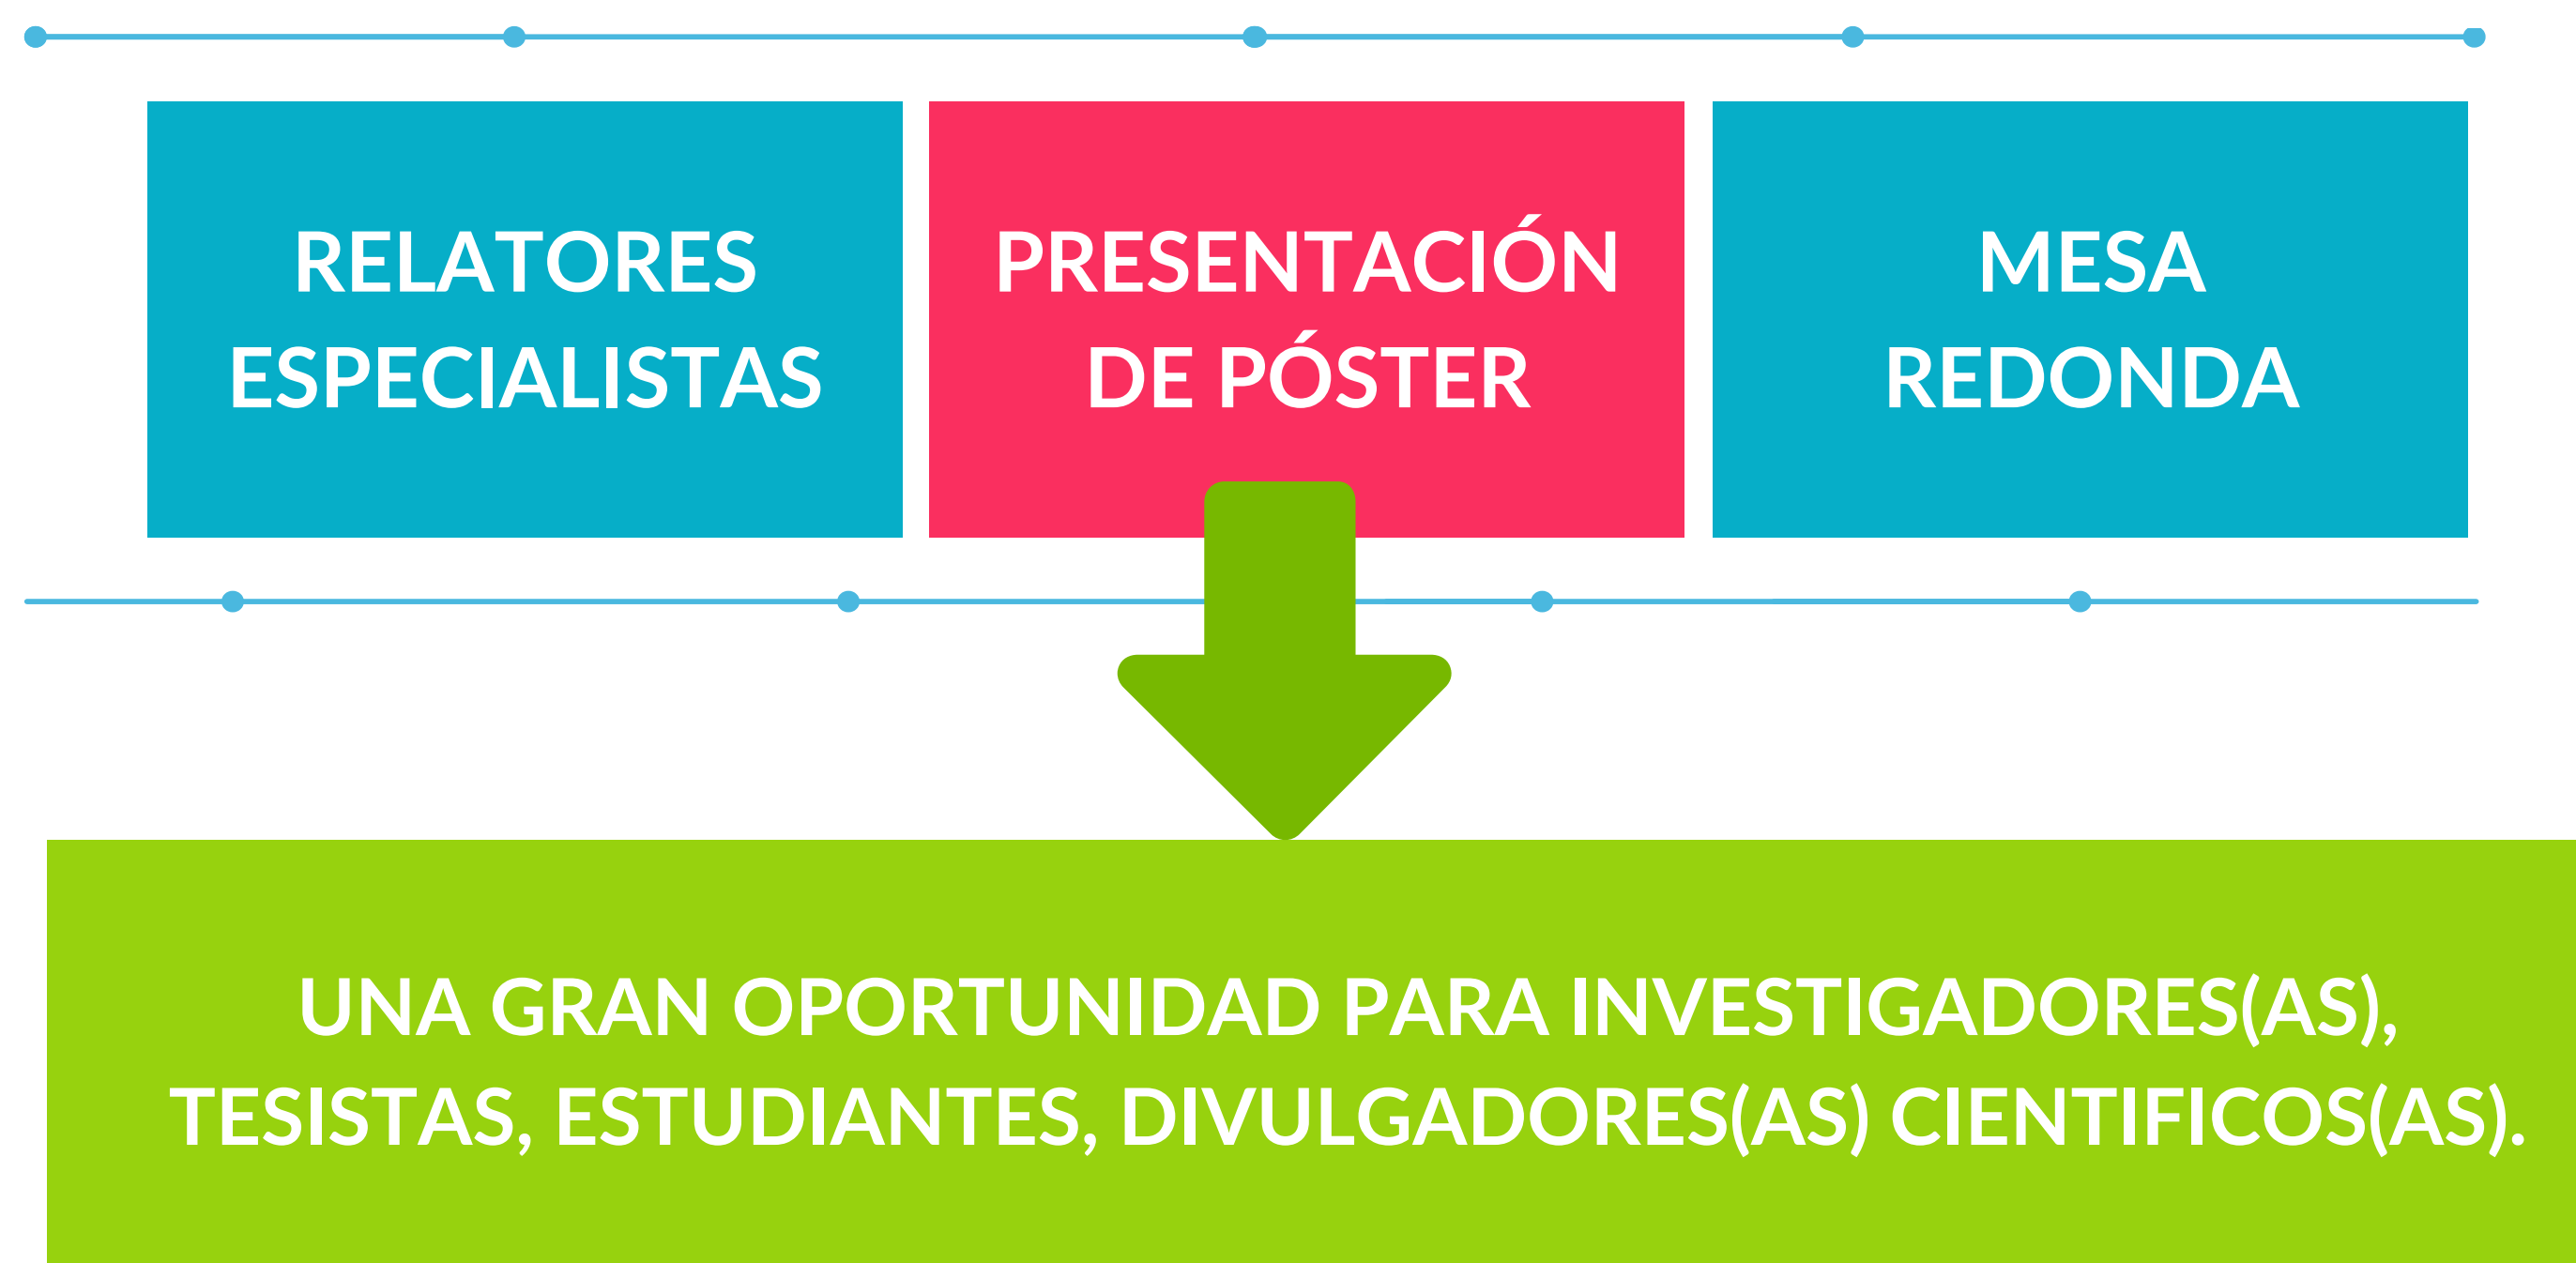 RELATORES
ESPECIALISTAS
PRESENTACIÓN
DE PÓSTER
MESA
REDONDA
UNA GRAN OPORTUNIDAD PARA INVESTIGADORES(AS),
TESISTAS, ESTUDIANTES, DIVULGADORES(AS) CIENTIFICOS(AS).